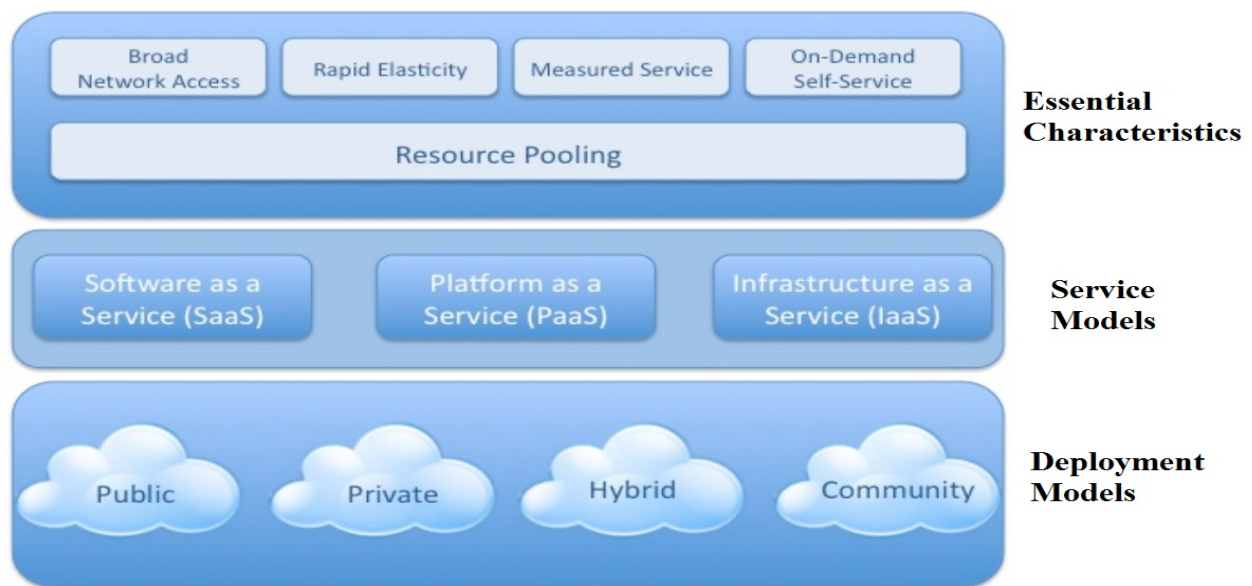 Broad
Network Access
Rapid Elasticity
Measured Service
On-Demand
Self-Service
Resource Pooling
Essential
Characteristics
Software as a
Service (SaaS)
Platform as a
Service (PaaS)
Infrastructure as a
Service (IaaS)
Service
Models
Public
Private
Hybrid
Community
Deployment
Models